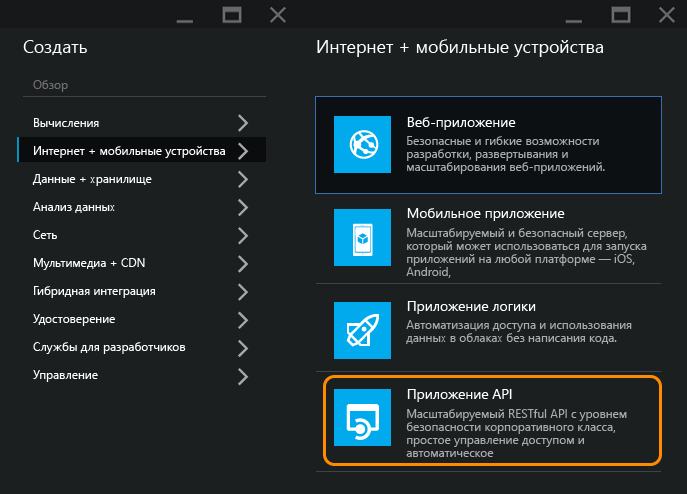 Создать
Обзор
Вычисления
Интернет + мобильные устройства
Данные + хранилище
Анализ данных
Сеть
Мультимедиа + CDN
Гибридная интеграция
Удостоверение
Службы для разработчиков
Управление
Интернет + мобильные устройства
Веб-приложение
Безопасные и гибкие возможности
разработки, развертывания и
масштабирования веб-приложений.
Мобильное приложение
Масштабируемый и безопасный сервер,
который может использоваться для запуска
приложений на любой платформе — iOS,
Android,
Приложение логики
Автоматизация доступа и использования
данных в облаках без написания кода.
Приложение API
Масштабируемый RESTful API с уровнем
безопасности корпоративного класса,
простое управление доступом и
автоматическое